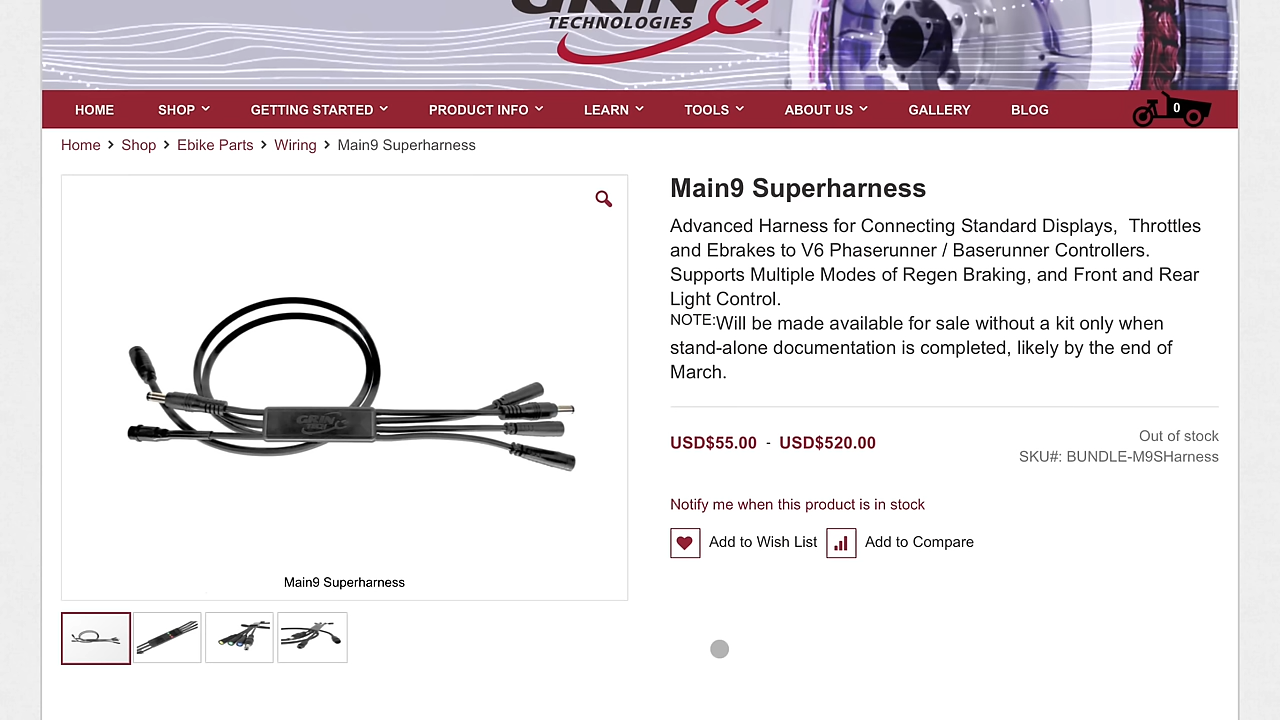 GRIN
TECHNOLOGIES
HOME SHOP GETTING STARTED PRODUCT INFO LEARN TOOLS ABOUT US GALLERY BLOG 0
Home > Shop > Ebike Parts > Wiring > Main9 Superharness
Main9 Superharness
Advanced Harness for Connecting Standard Displays, Throttles
and Ebrakes to V6 Phaserunner / Baserunner Controllers.
Supports Multiple Modes of Regen Braking, and Front and Rear
Light Control.
NOTE:Will be made available for sale without a kit only when
stand-alone documentation is completed, likely by the end of
March.
USD$55.00 - USD$520.00
Out of stock
SKU#: BUNDLE-M9SHarness
Notify me when this product is in stock
Add to Wish List Add to Compare
GRIN
Main9 Superharness